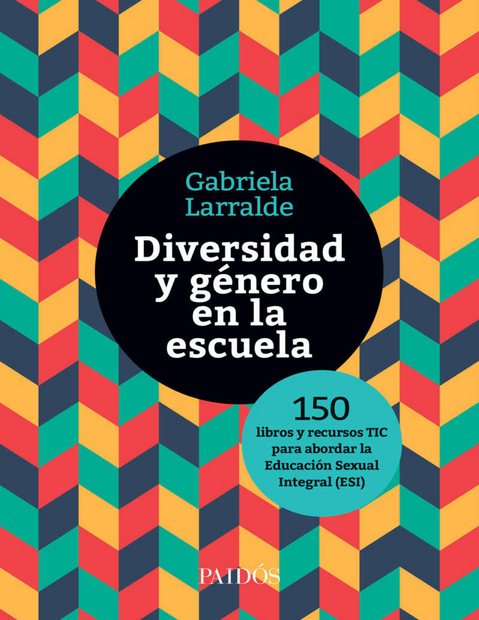 Gabriela
Larralde
Diversidad
y género
en la
escuela
150
libros y recursos TIC
para abordar la
Educación Sexual
Integral (ESI)
PAIDÓS